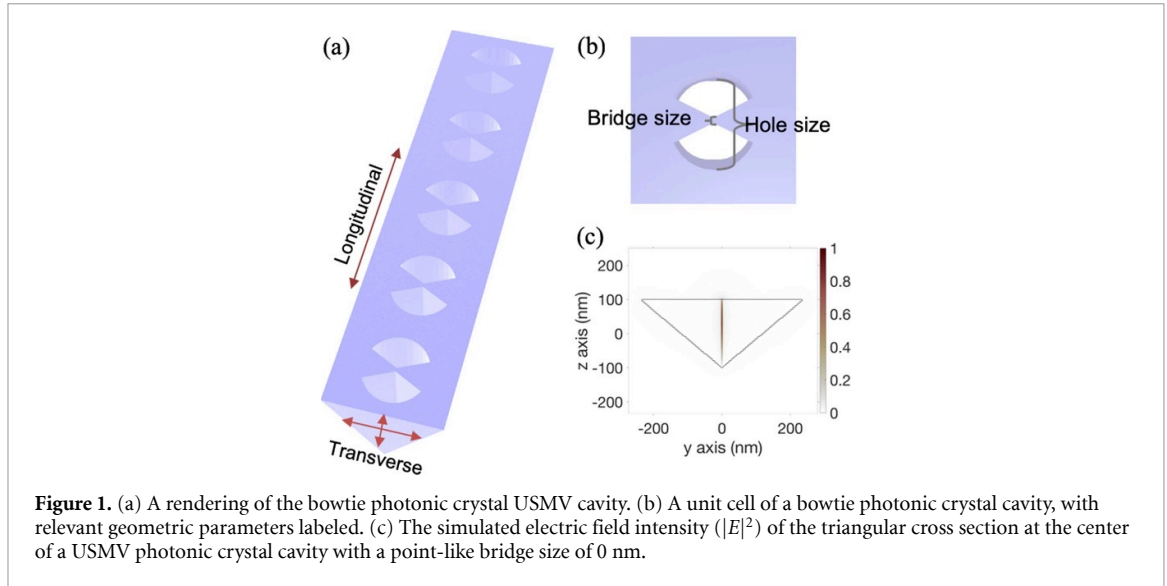 (a)
Longitudinal
Transverse
(b)
Bridge size
Hole size
(c)
200
100
0
-100
-200
z axis (nm)
-200
0
200
y axis (nm)
1
0.8
0.6
0.4
0.2
0
Figure 1. (a) A rendering of the bowtie photonic crystal USMV cavity. (b) A unit cell of a bowtie photonic crystal cavity, with
relevant geometric parameters labeled. (c) The simulated electric field intensity (|E|²) of the triangular cross section at the center
of a USMV photonic crystal cavity with a point-like bridge size of 0 nm.